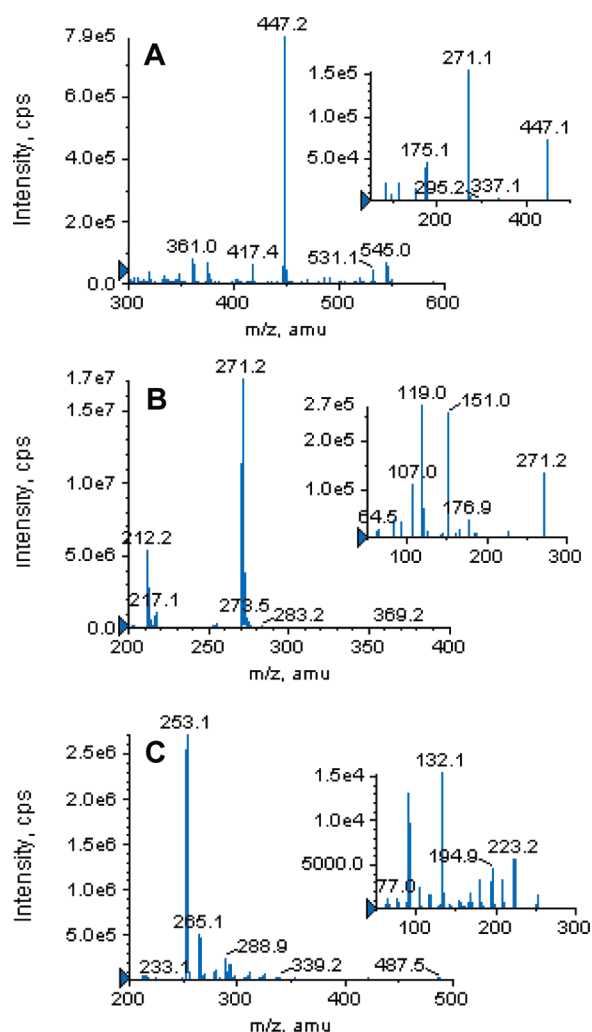 A
447.2
7.9e5
6.0e5
4.0e5
2.0e5
0.0
Intensity, cps
361.0
417.4
531.1
545.0
300
400
500
600
m/z, amu
1.5e5
1.0e5
5.0e4
271.1
447.1
175.1
295.2
337.1
200
400
B
271.2
1.7e7
1.5e7
1.0e7
5.0e6
0.0
Intensity, cps
212.2
217.1
273.5
283.2
369.2
200
250
300
350
400
m/z, amu
2.7e5
2.0e5
1.0e5
119.0
151.0
107.0
271.2
64.5
176.9
100
200
300
C
253.1
2.5e6
2.0e6
1.5e6
1.0e6
5.0e5
0.0
Intensity, cps
233.1
265.1
288.9
339.2
487.5
200
300
400
500
m/z, amu
1.5e4
1.0e4
5000.0
132.1
194.9
223.2
77.0
100
200
300